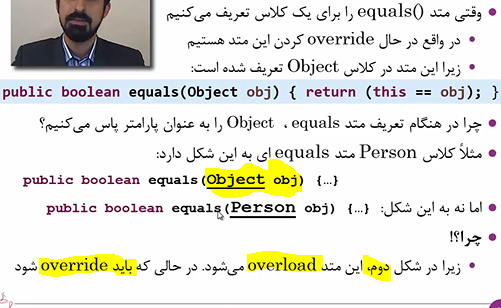 وقتی متد equals() را برای یک کلاس تعریف می‌کنیم
در واقع در حال override کردن این متد هستیم
زیرا این متد در کلاس Object تعریف شده است:
public boolean equals(Object obj) { return (this == obj); }
چرا در هنگام تعریف متد equals ، Object را به عنوان پارامتر پاس می‌کنیم؟
مثلاً کلاس Person متد equals ای به این شکل دارد:
public boolean equals(Object obj) {…}
اما نه به این شکل: public boolean equals(Person obj) {…}
چرا؟!
زیرا در شکل دوم، این متد overload می‌شود. در حالی که باید override شود